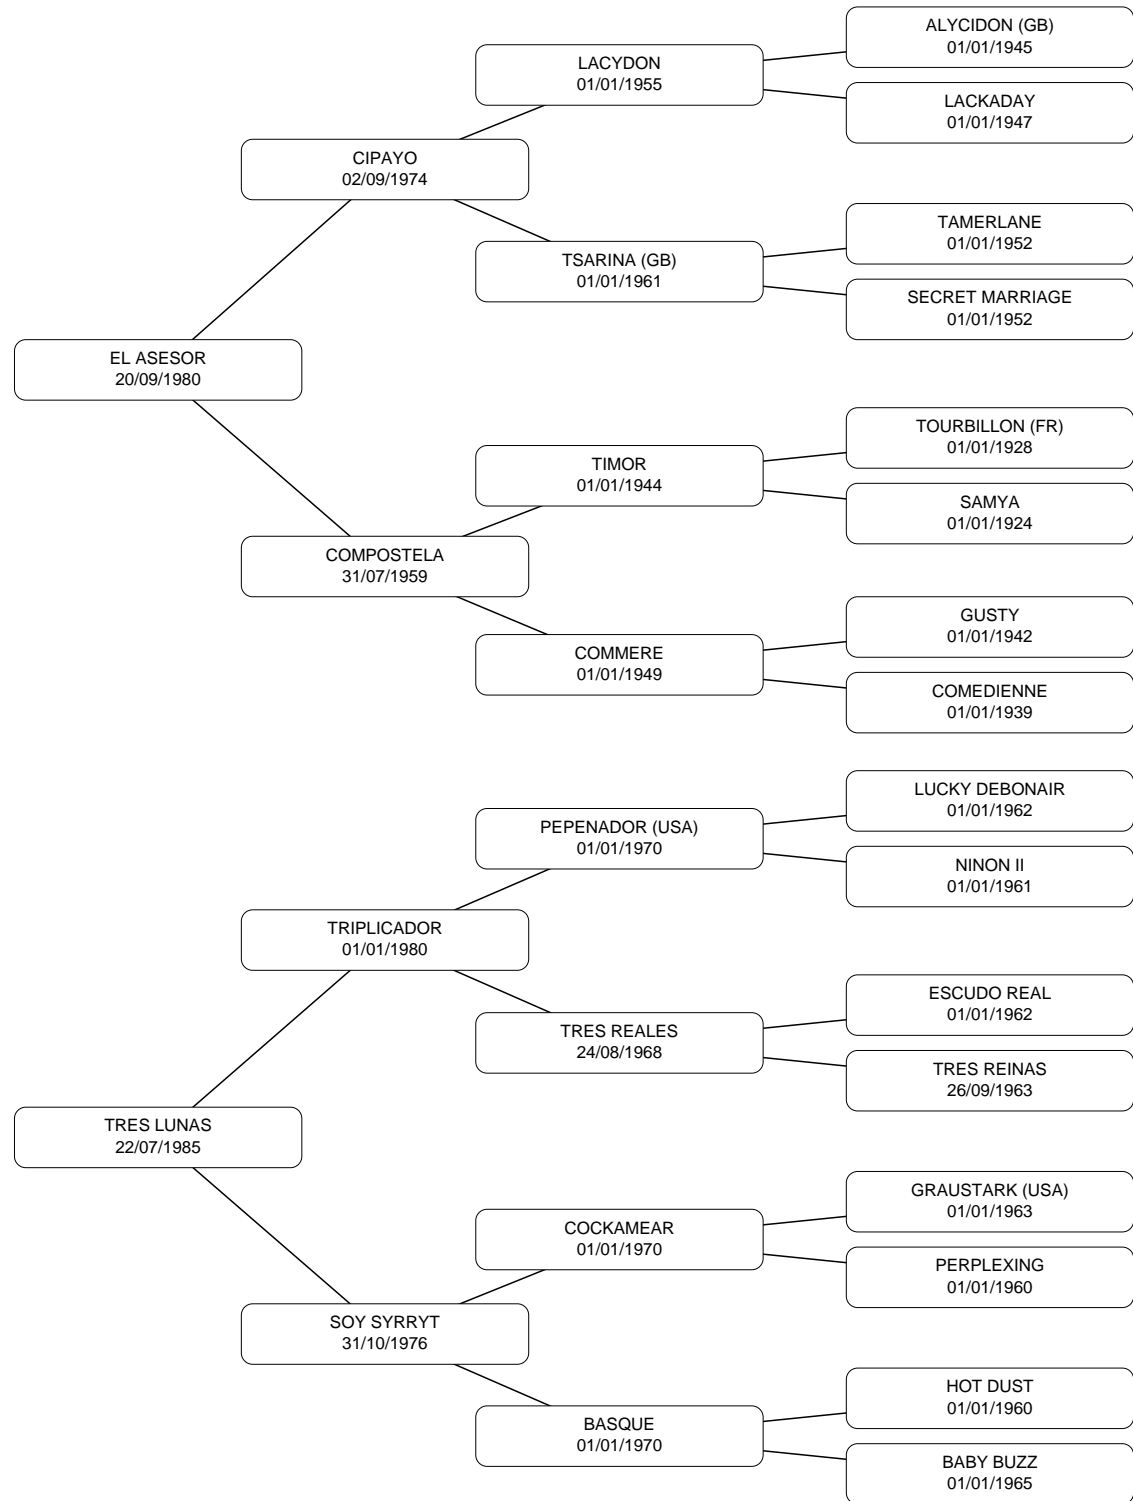 ALYCIDON (GB)
01/01/1945
LACYDON
01/01/1955
LACKADAY
01/01/1947
CIPAYO
02/09/1974
TAMERLANE
01/01/1952
TSARINA (GB)
01/01/1961
SECRET MARRIAGE
01/01/1952
EL ASESOR
20/09/1980
TOURBILLON (FR)
01/01/1928
TIMOR
01/01/1944
SAMYA
01/01/1924
COMPOSTELA
31/07/1959
GUSTY
01/01/1942
COMMERE
01/01/1949
COMEDIENNE
01/01/1939
LUCKY DEBONAIR
01/01/1962
PEPENADOR (USA)
01/01/1970
NINON II
01/01/1961
TRIPLICADOR
01/01/1980
ESCUDO REAL
01/01/1962
TRES REALES
24/08/1968
TRES REINAS
26/09/1963
TRES LUNAS
22/07/1985
GRAUSTARK (USA)
01/01/1963
COCKAMEAR
01/01/1970
PERPLEXING
01/01/1960
SOY SYRRYT
31/10/1976
HOT DUST
01/01/1960
BASQUE
01/01/1970
BABY BUZZ
01/01/1965